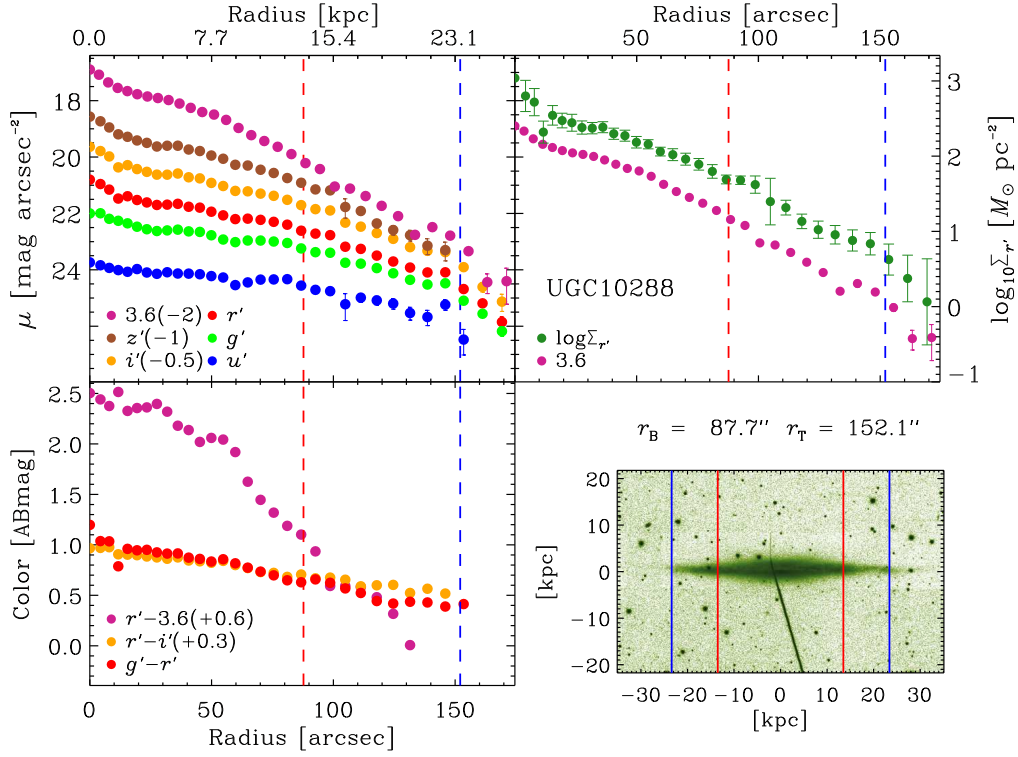 Radius [kpc]
0.0 7.7 15.4 23.1
Radius [arcsec]
50 100 150
18
20
22
24
μ [mag arcsec⁻²]
3.6(−2) r′
z′(−1) g′
i′(−0.5) u′
3
2
1
0
−1
log₁₀Σᵣ′ [M⊙ pc⁻²]
UGC10288
logΣᵣ′
3.6
2.5
2.0
1.5
1.0
0.5
0.0
Color [ABmag]
r′−3.6(+0.6)
r′−i′(+0.3)
g′−r′
0 50 100 150
Radius [arcsec]
r_B = 87.7″ r_T = 152.1″
20
10
0
−10
−20
[kpc]
−30 −20 −10 0 10 20 30
[kpc]